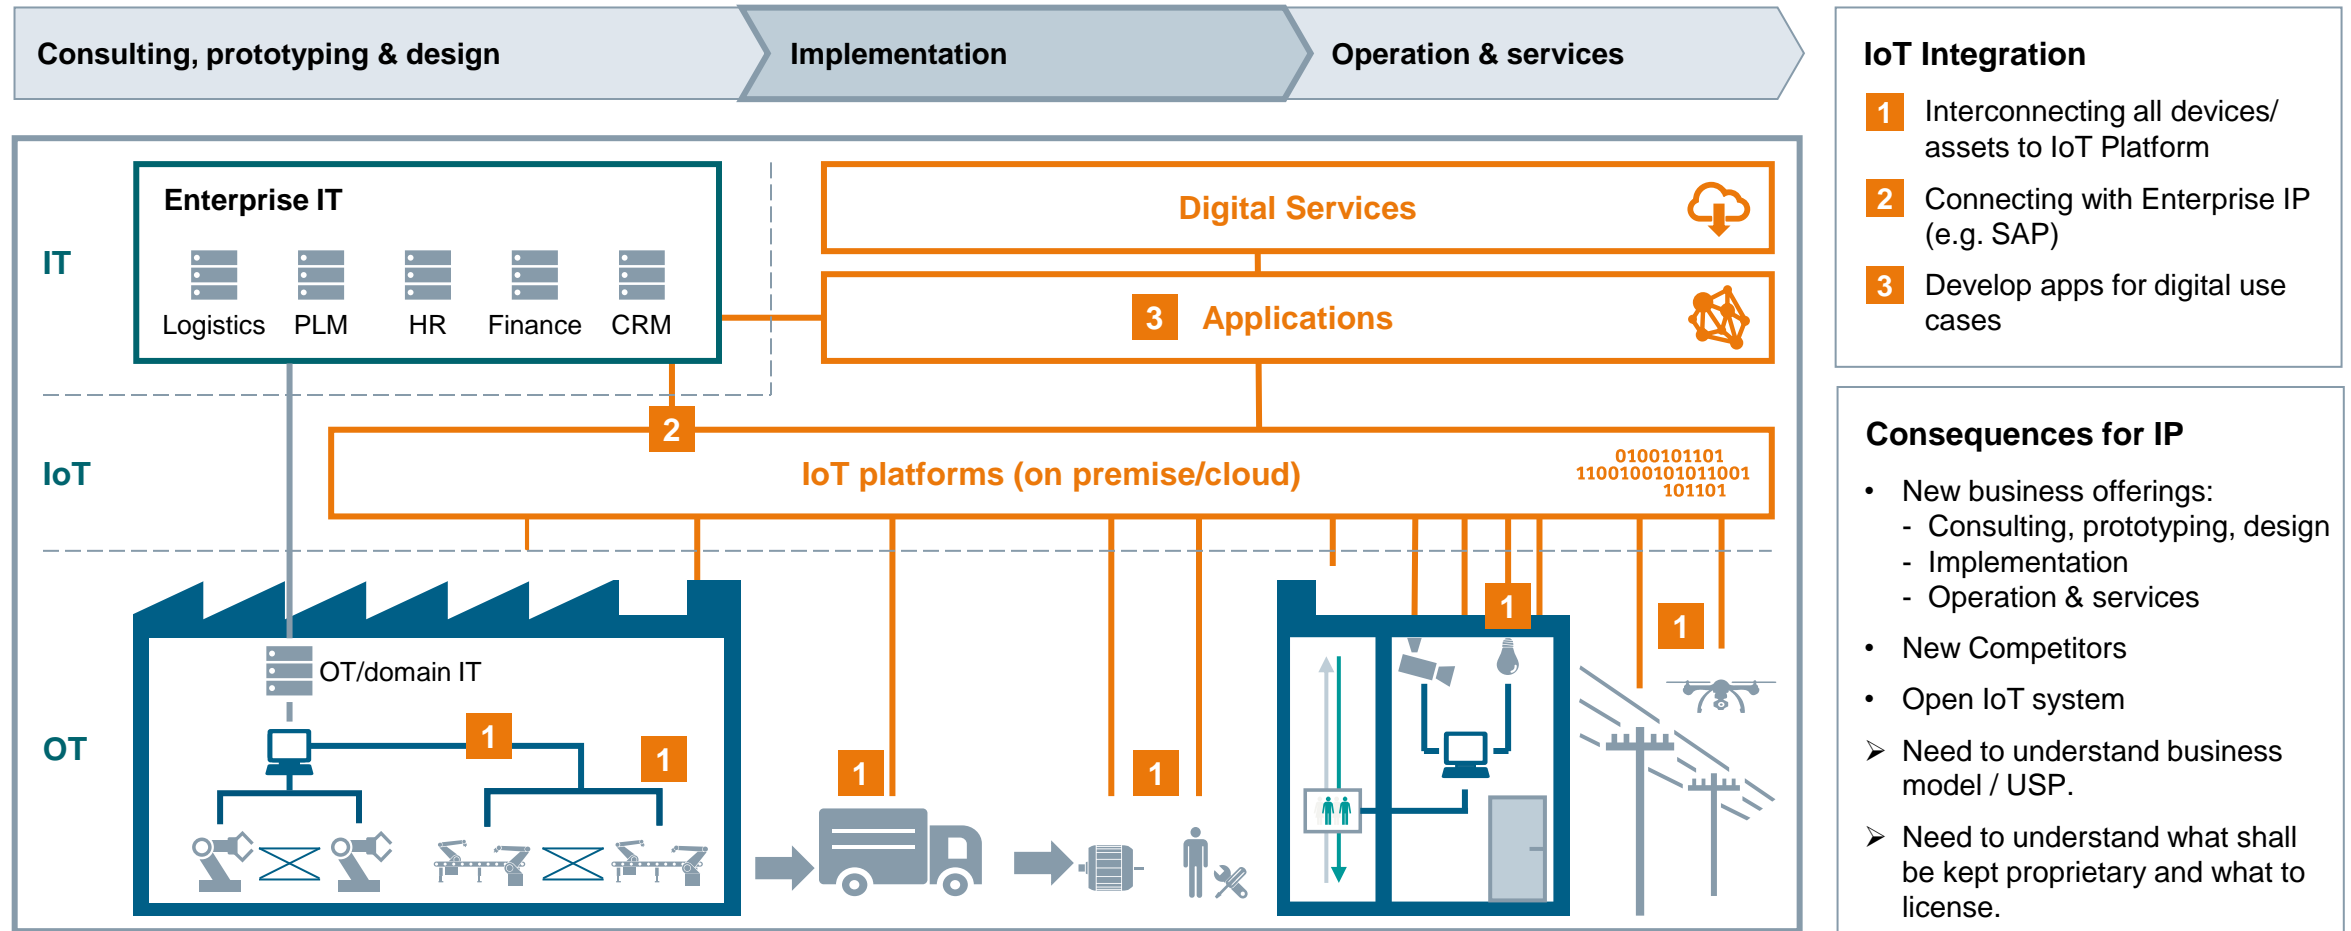 Consulting, prototyping & design
Implementation
Operation & services
IT
Enterprise IT
Logistics
PLM
HR
Finance
CRM
Digital Services
3
Applications
2
IoT
IoT platforms (on premise/cloud)
0100101101
1100100101011001
101101
OT
OT/domain IT
1
1
1
1
1
1
IoT Integration
1 Interconnecting all devices/
assets to IoT Platform
2 Connecting with Enterprise IP
(e.g. SAP)
3 Develop apps for digital use
cases
Consequences for IP
• New business offerings:
- Consulting, prototyping, design
- Implementation
- Operation & services
• New Competitors
• Open IoT system
➢ Need to understand business
model / USP.
➢ Need to understand what shall
be kept proprietary and what to
license.